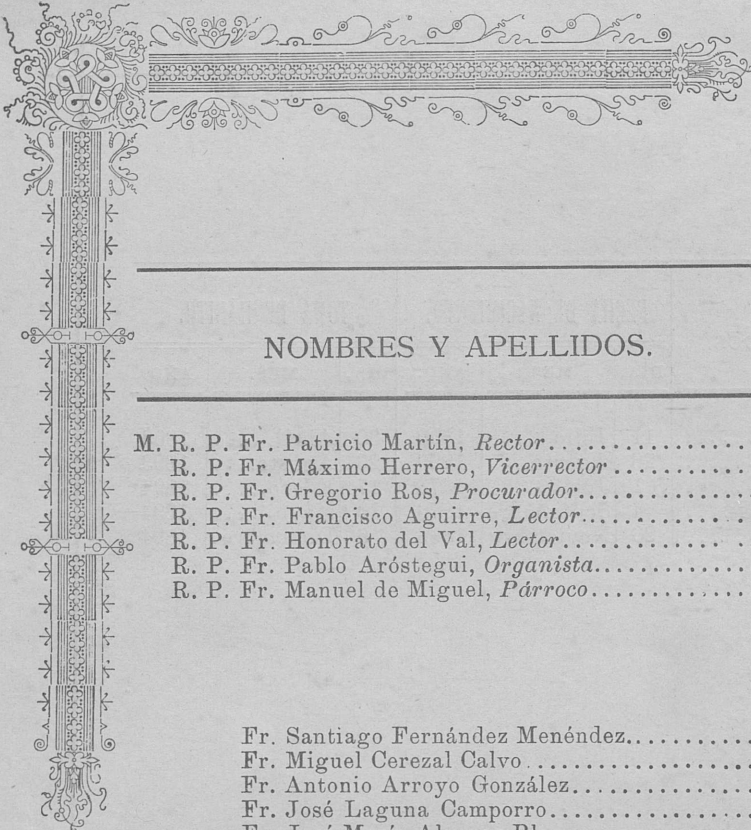 NOMBRES Y APELLIDOS.
M. R. P. Fr. Patricio Martín, Rector................
R. P. Fr. Máximo Herrero, Vicerrector...........
R. P. Fr. Gregorio Ros, Procurador..............
R. P. Fr. Francisco Aguirre, Lector..............
R. P. Fr. Honorato del Val, Lector...............
R. P. Fr. Pablo Aróstegui, Organista.............
R. P. Fr. Manuel de Miguel, Párroco.............
Fr. Santiago Fernández Menéndez..........
Fr. Miguel Cerezal Calvo..................
Fr. Antonio Arroyo González..............
Fr. José Laguna Camporro................